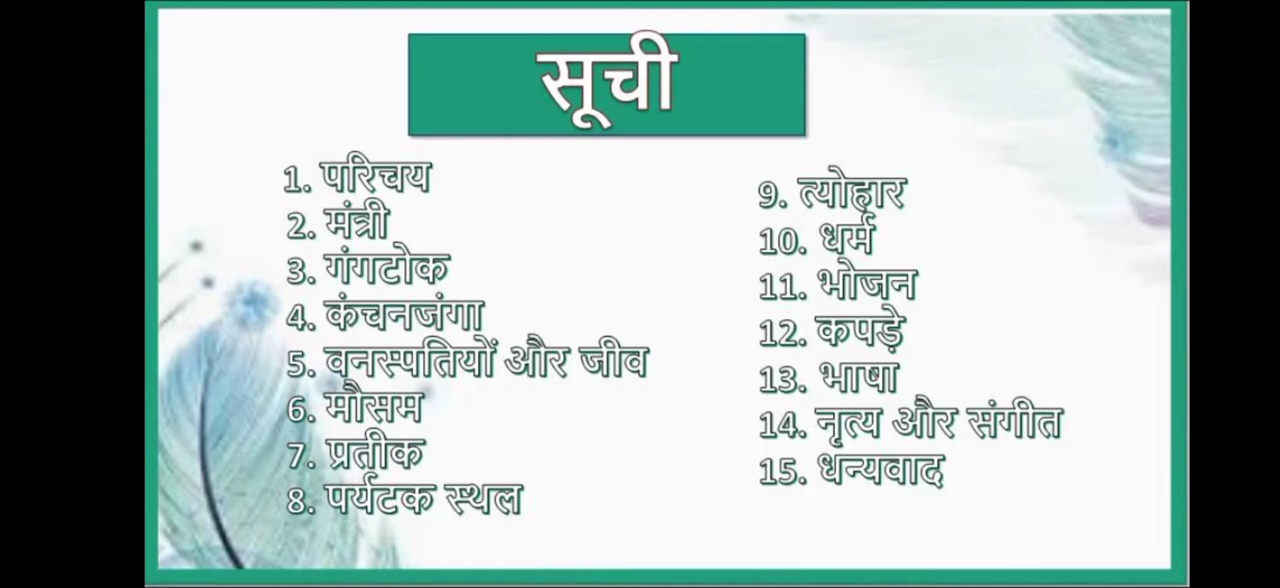 सूची
1. परिचय
2. मंत्री
3. गंगटोक
4. कंचनजंगा
5. वनस्पतियों और जीव
6. मौसम
7. प्रतीक
8. पर्यटक स्थल
9. त्योहार
10. धर्म
11. भोजन
12. कपड़े
13. भाषा
14. नृत्य और संगीत
15. धन्यवाद